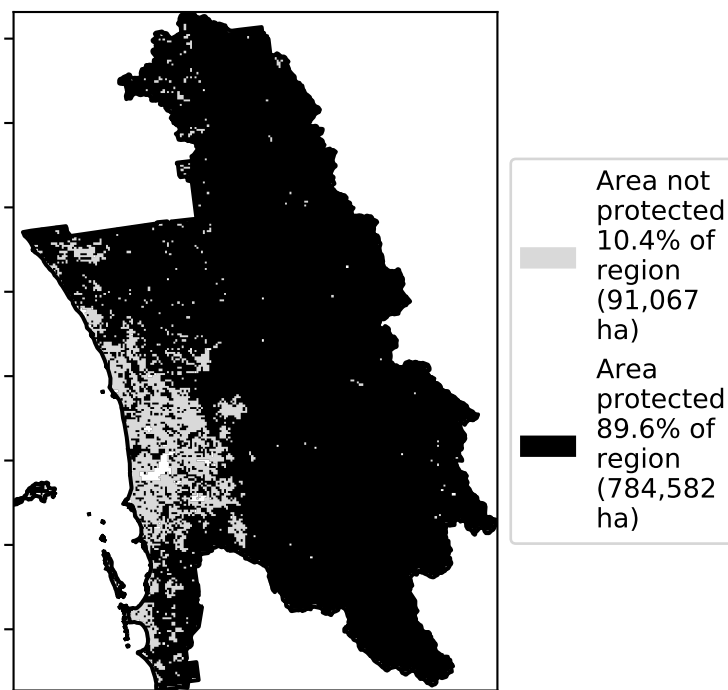 Area not
protected
10.4% of
region
(91,067
ha)
Area
protected
89.6% of
region
(784,582
ha)